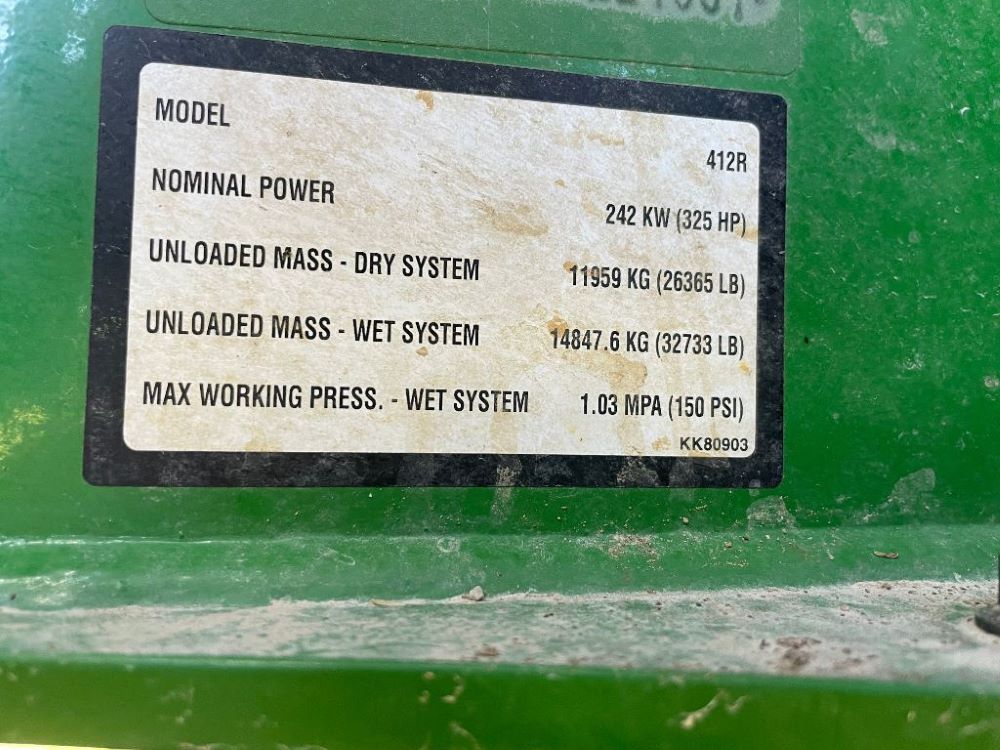 MODEL 412R
NOMINAL POWER 242 KW (325 HP)
UNLOADED MASS - DRY SYSTEM 11959 KG (26365 LB)
UNLOADED MASS - WET SYSTEM 14847.6 KG (32733 LB)
MAX WORKING PRESS. - WET SYSTEM 1.03 MPA (150 PSI)
KK80903